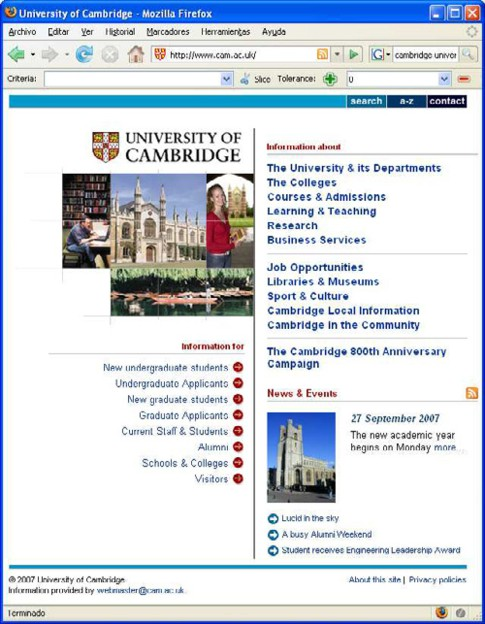 University of Cambridge - Mozilla Firefox
Archivo Editar Ver Historial Marcadores Herramientas Ayuda
http://www.cam.ac.uk/
G cambridge univer
Criteria: Slice Tolerance: 0
search a-z contact
UNIVERSITY OF
CAMBRIDGE
Information about
The University & its Departments
The Colleges
Courses & Admissions
Learning & Teaching
Research
Business Services
Job Opportunities
Libraries & Museums
Sport & Culture
Cambridge Local Information
Cambridge in the Community
The Cambridge 800th Anniversary
Campaign
Information for
New undergraduate students
Undergraduate Applicants
New graduate students
Graduate Applicants
Current Staff & Students
Alumni
Schools & Colleges
Visitors
News & Events
27 September 2007
The new academic year
begins on Monday more...
Lucid in the sky
A busy Alumni Weekend
Student receives Engineering Leadership Award
© 2007 University of Cambridge
Information provided by webmaster@cam.ac.uk
About this site | Privacy policies
Terminado